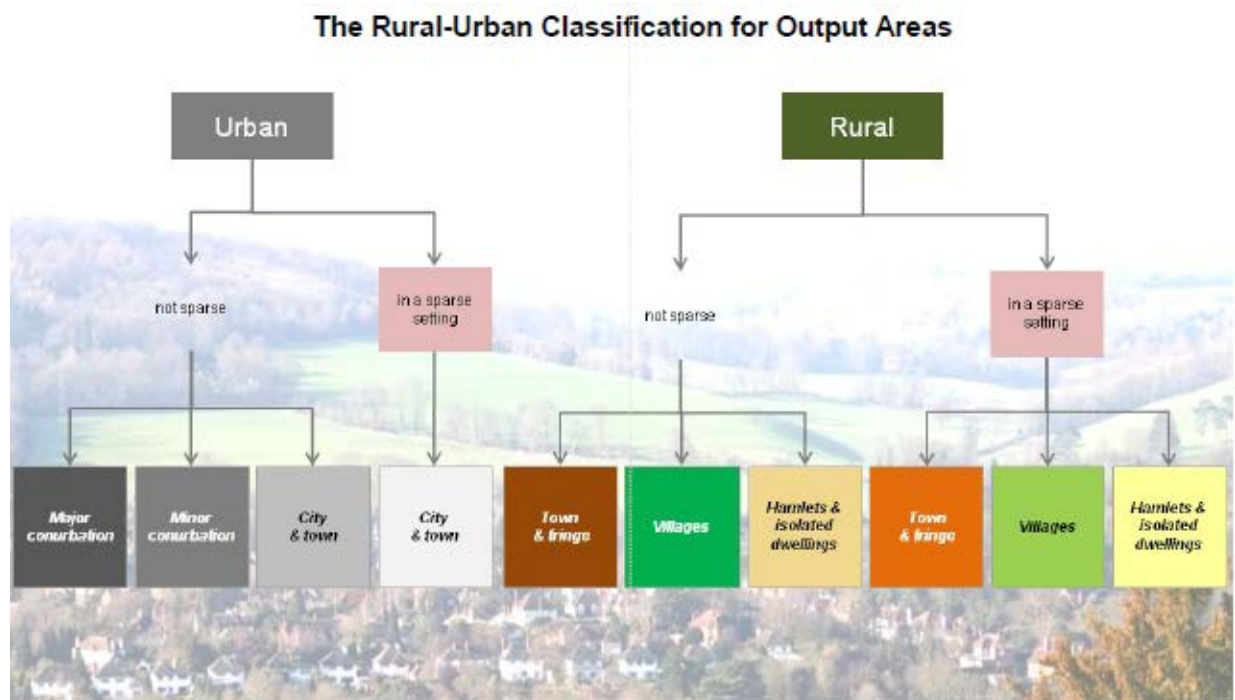 The Rural-Urban Classification for Output Areas
Urban
Rural
not sparse
in a sparse
setting
not sparse
in a sparse
setting
Major
conurbation
Minor
conurbation
City
& town
City
& town
Town
& fringe
Villages
Hamlets &
isolated
dwellings
Town
& fringe
Villages
Hamlets &
isolated
dwellings